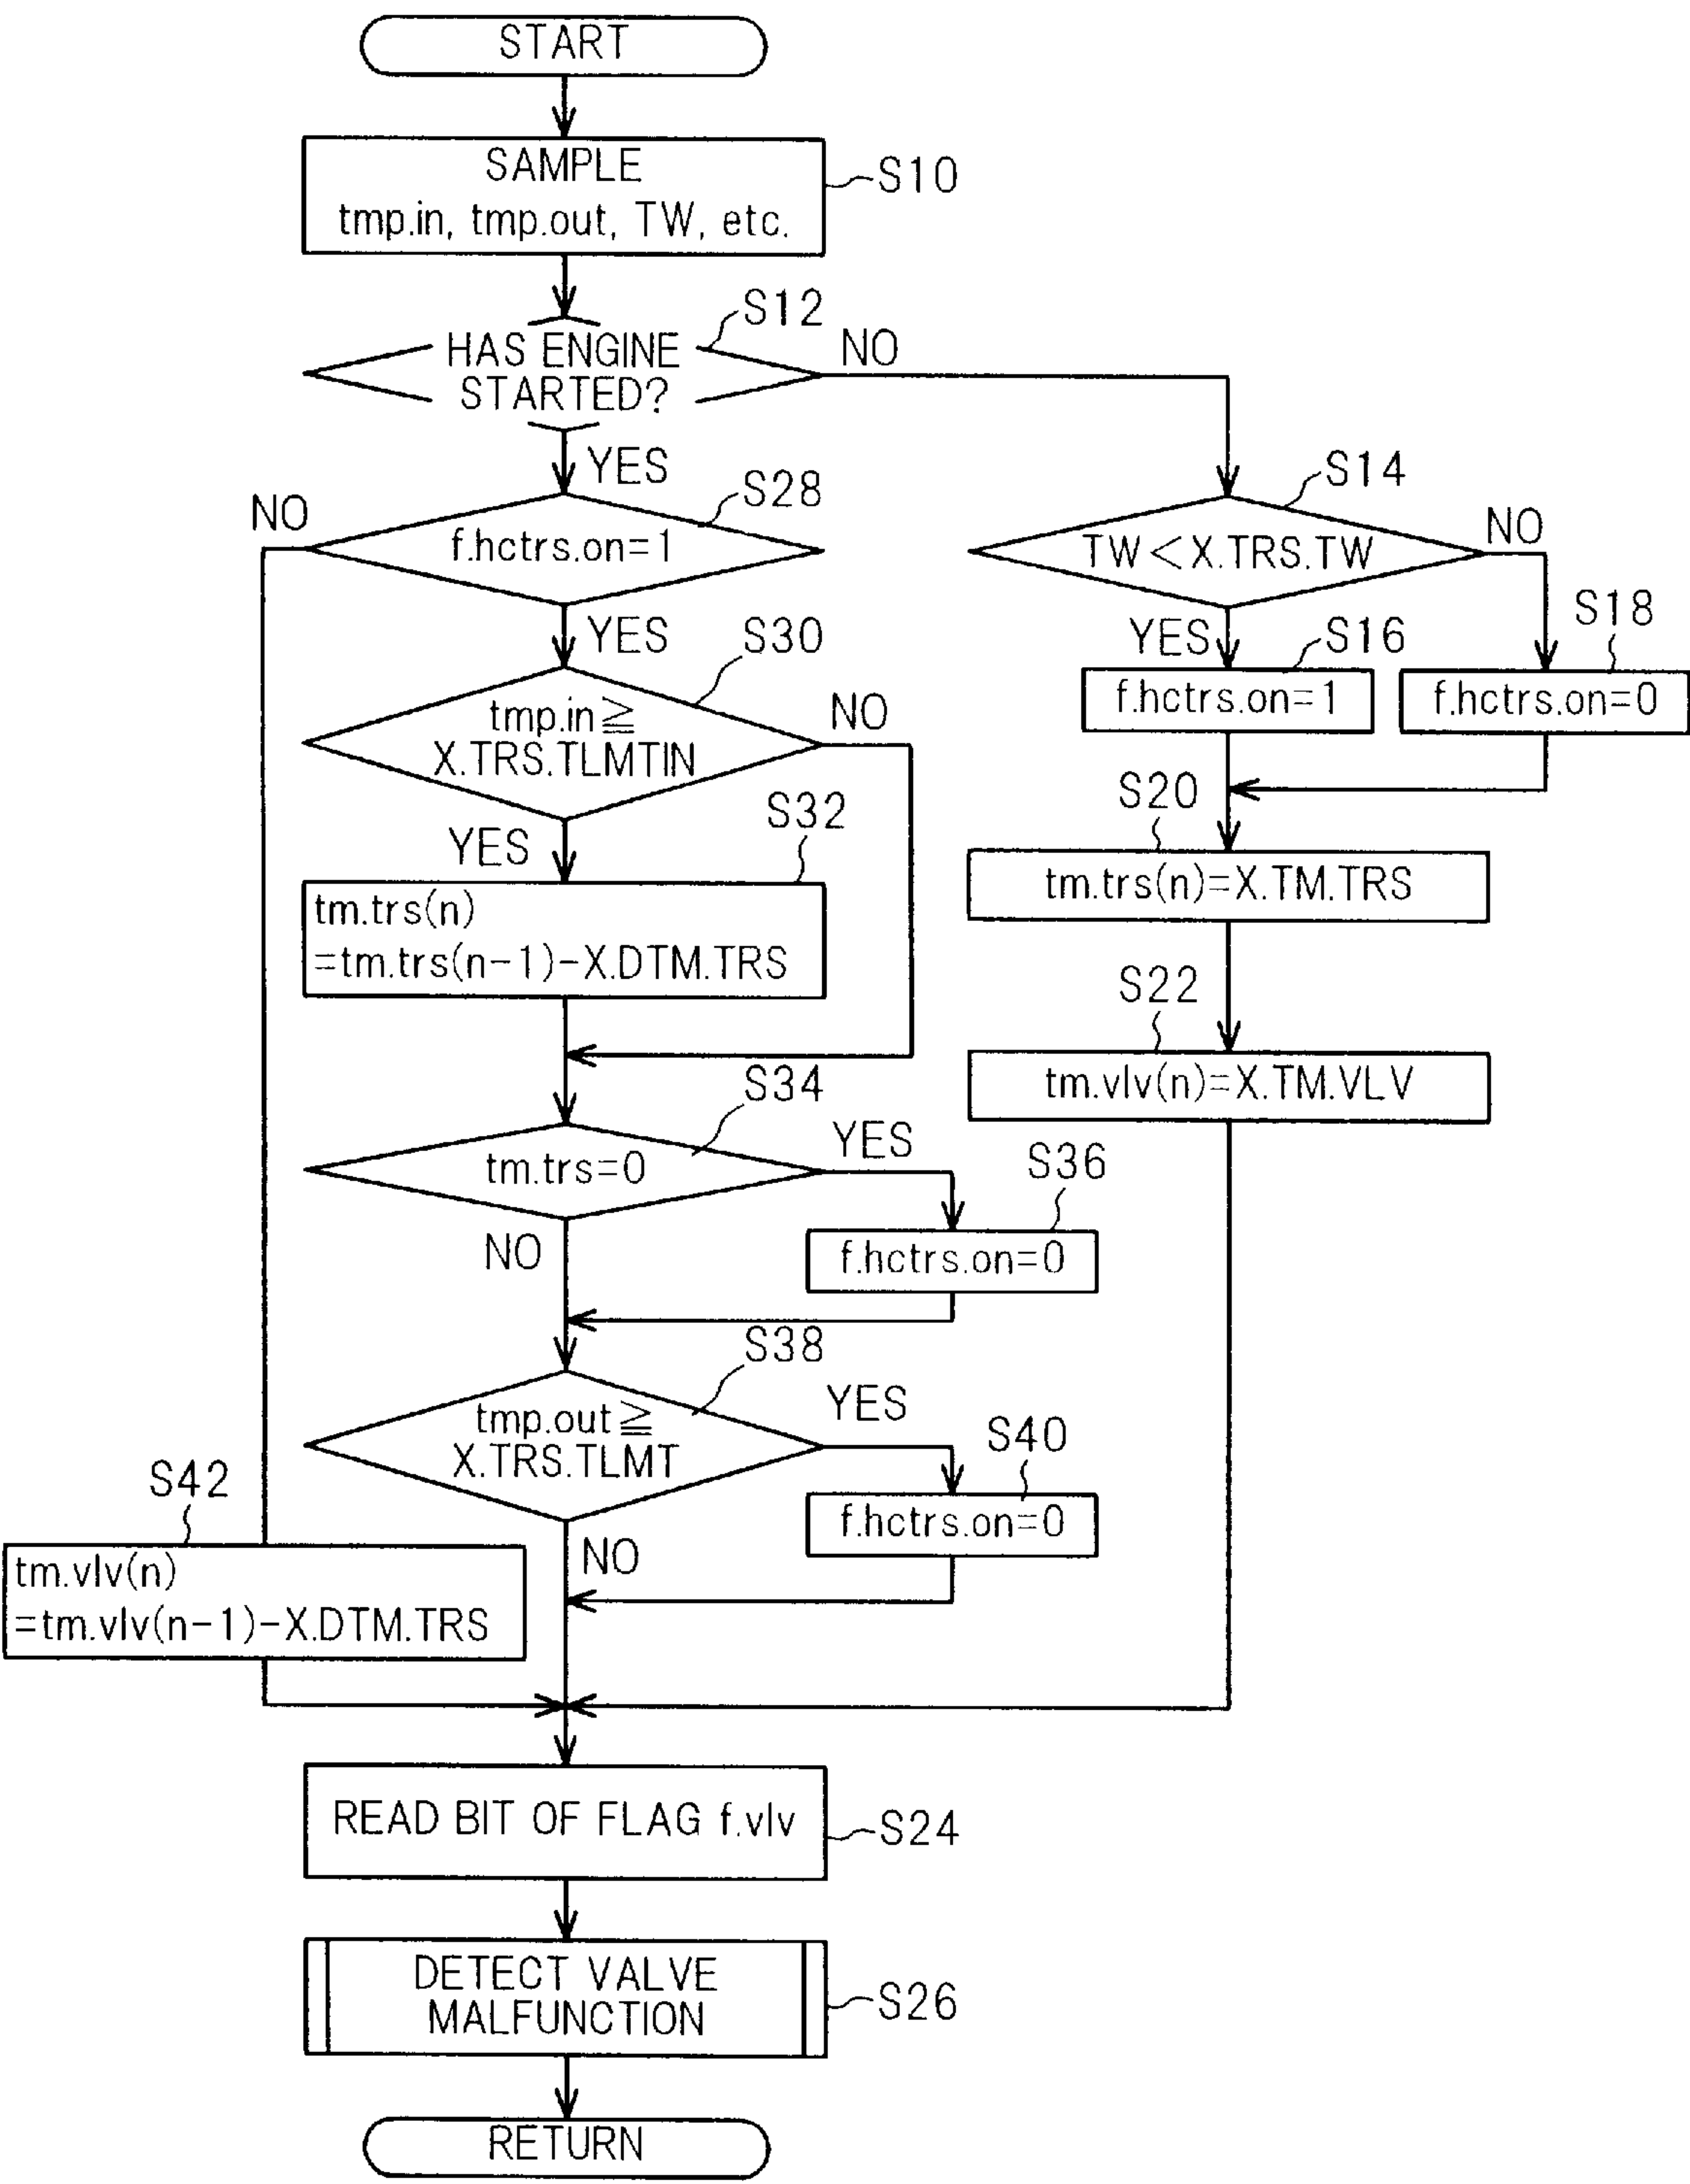 START
SAMPLE
tmp.in, tmp.out, TW, etc.
S10
HAS ENGINE
STARTED?
S12
NO
YES
f.hctrs.on=1
S28
NO
YES
TW<X.TRS.TW
S14
NO
YES
f.hctrs.on=1
S16
f.hctrs.on=0
S18
tmp.in≧
X.TRS.TLMTIN
S30
NO
YES
tm.trs(n)
=tm.trs(n-1)-X.DTM.TRS
S32
S20
tm.trs(n)=X.TM.TRS
S22
tm.vlv(n)=X.TM.VLV
tm.trs=0
S34
YES
NO
S36
f.hctrs.on=0
tmp.out≧
X.TRS.TLMT
S38
YES
NO
S40
f.hctrs.on=0
S42
tm.vlv(n)
=tm.vlv(n-1)-X.DTM.TRS
READ BIT OF FLAG f.vlv
S24
DETECT VALVE
MALFUNCTION
S26
RETURN